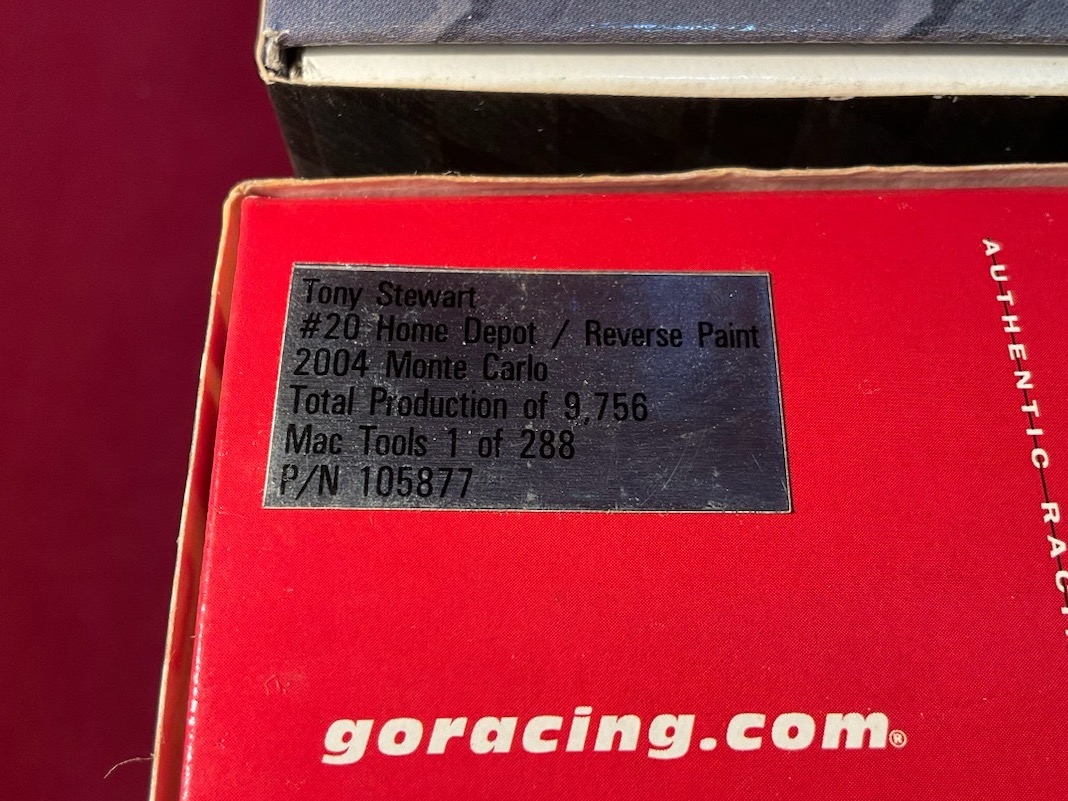 Tony Stewart
#20 Home Depot / Reverse Paint
2004 Monte Carlo
Total Production of 9,756
Mac Tools 1 of 288
P/N 105877
AUTHENTIC
goracing.com®